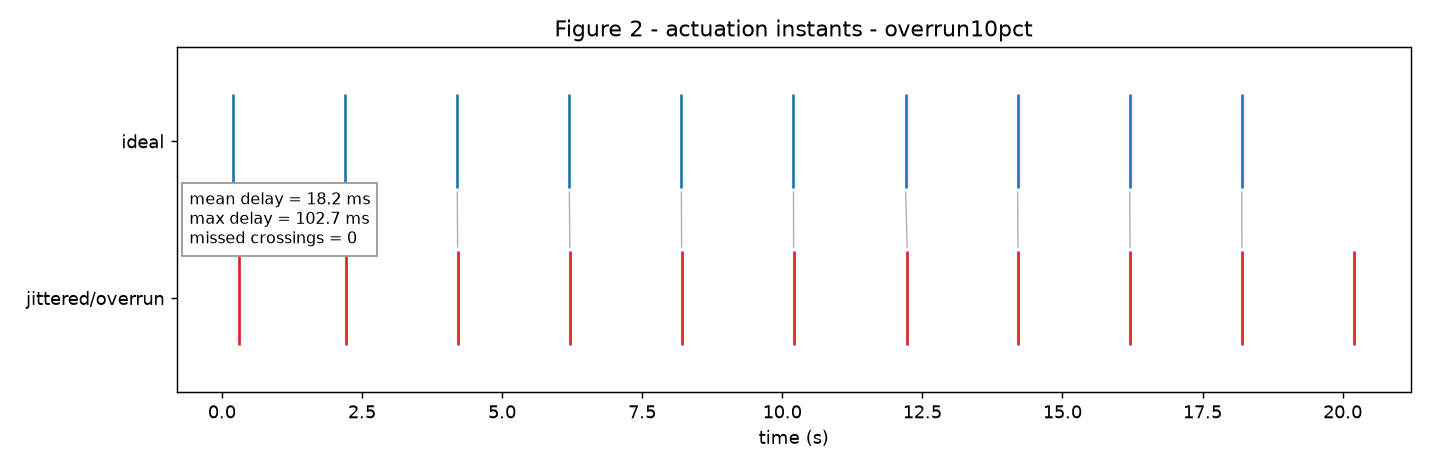 Figure 2 - actuation instants - overrun10pct
ideal
mean delay = 18.2 ms
max delay = 102.7 ms
missed crossings = 0
jittered/overrun
0.0 2.5 5.0 7.5 10.0 12.5 15.0 17.5 20.0
time (s)